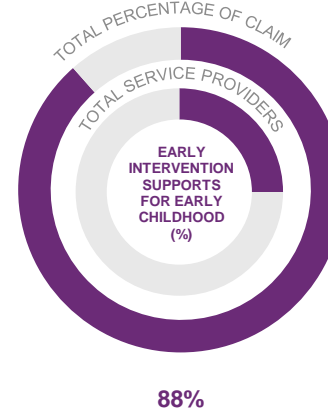 TOTAL PERCENTAGE OF CLAIM
TOTAL SERVICE PROVIDERS
EARLY
INTERVENTION
SUPPORTS
FOR EARLY
CHILDHOOD
(%)
88%